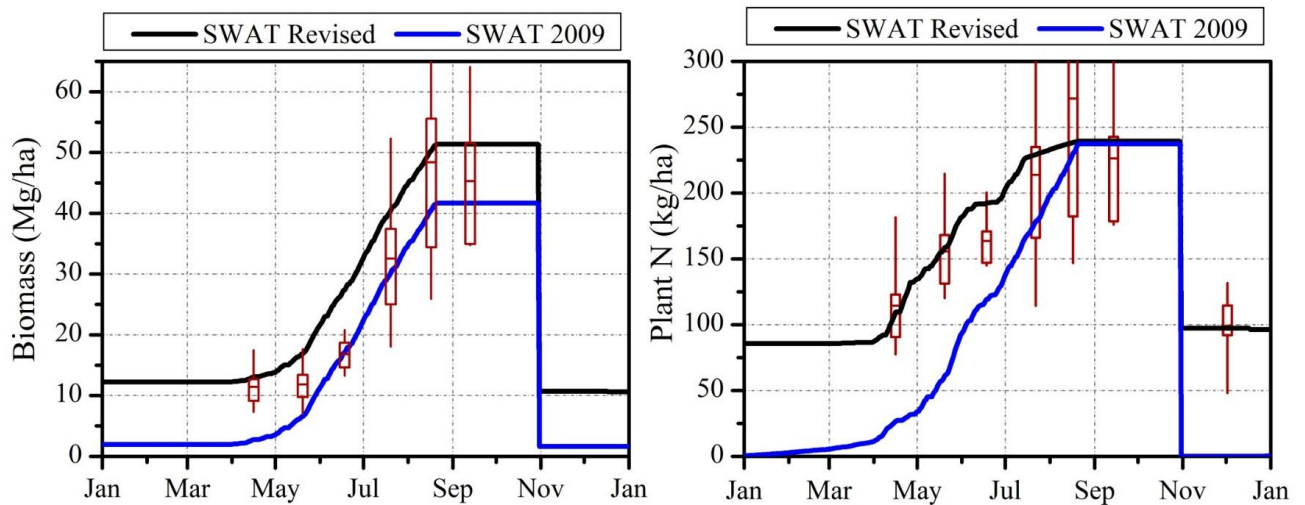 SWAT Revised SWAT 2009
Biomass (Mg/ha)
60
50
40
30
20
10
0
Jan Mar May Jul Sep Nov Jan
SWAT Revised SWAT 2009
Plant N (kg/ha)
300
250
200
150
100
50
0
Jan Mar May Jul Sep Nov Jan